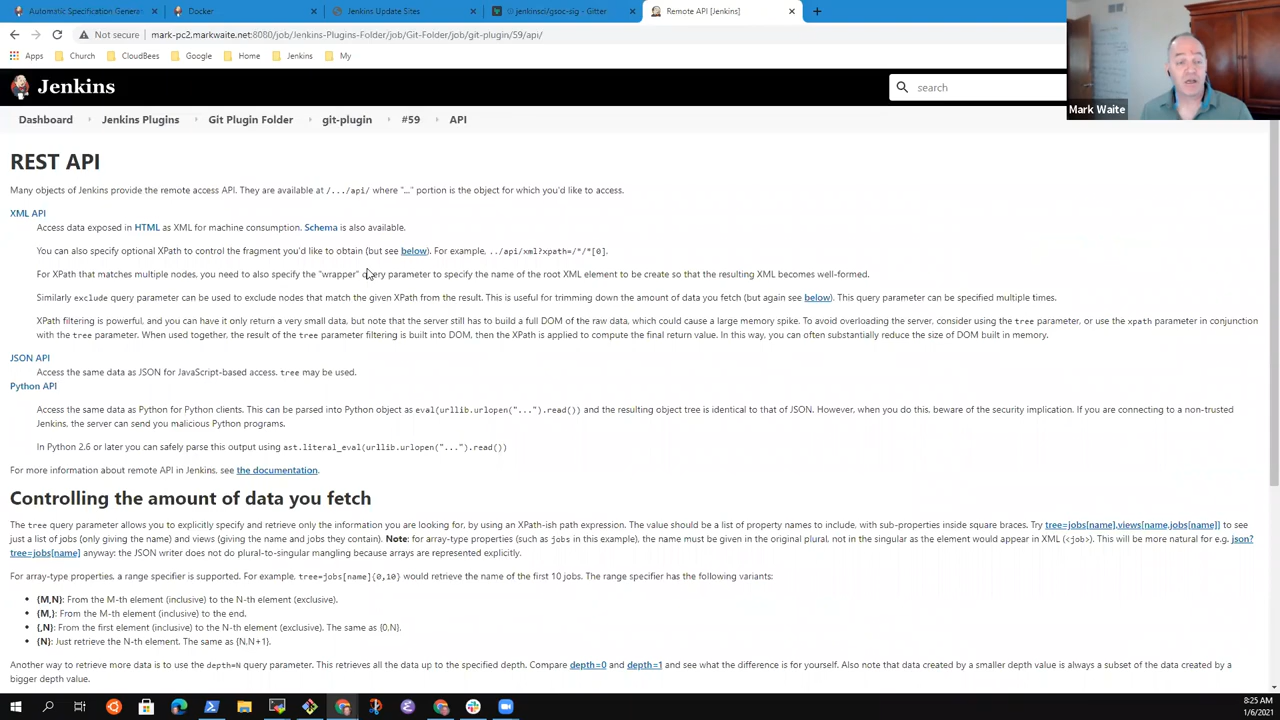 Automatic Specification Genera
Docker
Jenkins Update Sites
jenkinsci/gsoc-sig - Gitter
Remote API [Jenkins]
Not secure
mark-pc2.markwaite.net:8080/job/Jenkins-Plugins-Folder/job/Git-Folder/job/git-plugin/59/api/
Apps
Church
CloudBees
Google
Home
Jenkins
My
Mark Waite
Jenkins
search
Dashboard
Jenkins Plugins
Git Plugin Folder
git-plugin
#59
API
REST API
Many objects of Jenkins provide the remote access API. They are available at /.../api/ where "..." portion is the object for which you'd like to access.
XML API
Access data exposed in HTML as XML for machine consumption. Schema is also available.
You can also specify optional XPath to control the fragment you'd like to obtain (but see below). For example, ../api/xml?xpath=/*/*[0].
For XPath that matches multiple nodes, you need to also specify the "wrapper" query parameter to specify the name of the root XML element to be create so that the resulting XML becomes well-formed.
Similarly exclude query parameter can be used to exclude nodes that match the given XPath from the result. This is useful for trimming down the amount of data you fetch (but again see below). This query parameter can be specified multiple times.
XPath filtering is powerful, and you can have it only return a very small data, but note that the server still has to build a full DOM of the raw data, which could cause a large memory spike. To avoid overloading the server, consider using the tree parameter, or use the xpath parameter in conjunction
with the tree parameter. When used together, the result of the tree parameter filtering is built into DOM, then the XPath is applied to compute the final return value. In this way, you can often substantially reduce the size of DOM built in memory.
JSON API
Access the same data as JSON for JavaScript-based access. tree may be used.
Python API
Access the same data as Python for Python clients. This can be parsed into Python object as eval(urllib.urlopen("...").read()) and the resulting object tree is identical to that of JSON. However, when you do this, beware of the security implication. If you are connecting to a non-trusted
Jenkins, the server can send you malicious Python programs.
In Python 2.6 or later you can safely parse this output using ast.literal_eval(urllib.urlopen("...").read())
For more information about remote API in Jenkins, see the documentation.
Controlling the amount of data you fetch
The tree query parameter allows you to explicitly specify and retrieve only the information you are looking for, by using an XPath-ish path expression. The value should be a list of property names to include, with sub-properties inside square braces. Try tree=jobs[name],views[name,jobs[name]] to see
just a list of jobs (only giving the name) and views (giving the name and jobs they contain). Note: for array-type properties (such as jobs in this example), the name must be given in the original plural, not in the singular as the element would appear in XML (<job>). This will be more natural for e.g. json?
tree=jobs[name] anyway: the JSON writer does not do plural-to-singular mangling because arrays are represented explicitly.
For array-type properties, a range specifier is supported. For example, tree=jobs[name]{0,10} would retrieve the name of the first 10 jobs. The range specifier has the following variants:
{M,N}: From the M-th element (inclusive) to the N-th element (exclusive).
{M,}: From the M-th element (inclusive) to the end.
{,N}: From the first element (inclusive) to the N-th element (exclusive). The same as {0,N}.
{N}: Just retrieve the N-th element. The same as {N,N+1}.
Another way to retrieve more data is to use the depth=N query parameter. This retrieves all the data up to the specified depth. Compare depth=0 and depth=1 and see what the difference is for yourself. Also note that data created by a smaller depth value is always a subset of the data created by a
bigger depth value.
8:25 AM
1/6/2021